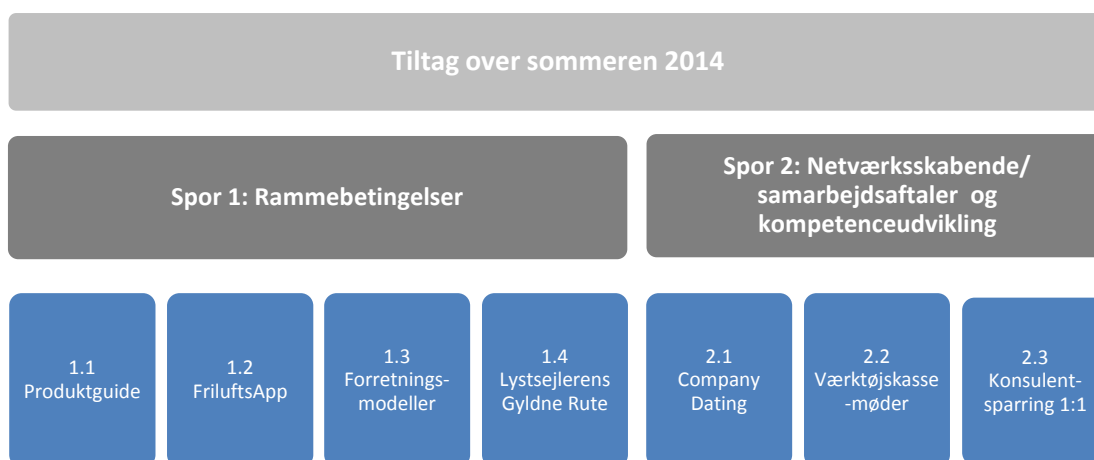 Tiltag over sommeren 2014
Spor 1: Rammebetingelser
Spor 2: Netværksskabende/
samarbejdsaftaler og
kompetenceudvikling
1.1
Produktguide
1.2
FriluftsApp
1.3
Forretnings-
modeller
1.4
Lystsejlerens
Gyldne Rute
2.1
Company
Dating
2.2
Værktøjskasse
-møder
2.3
Konsulent-
sparring 1:1